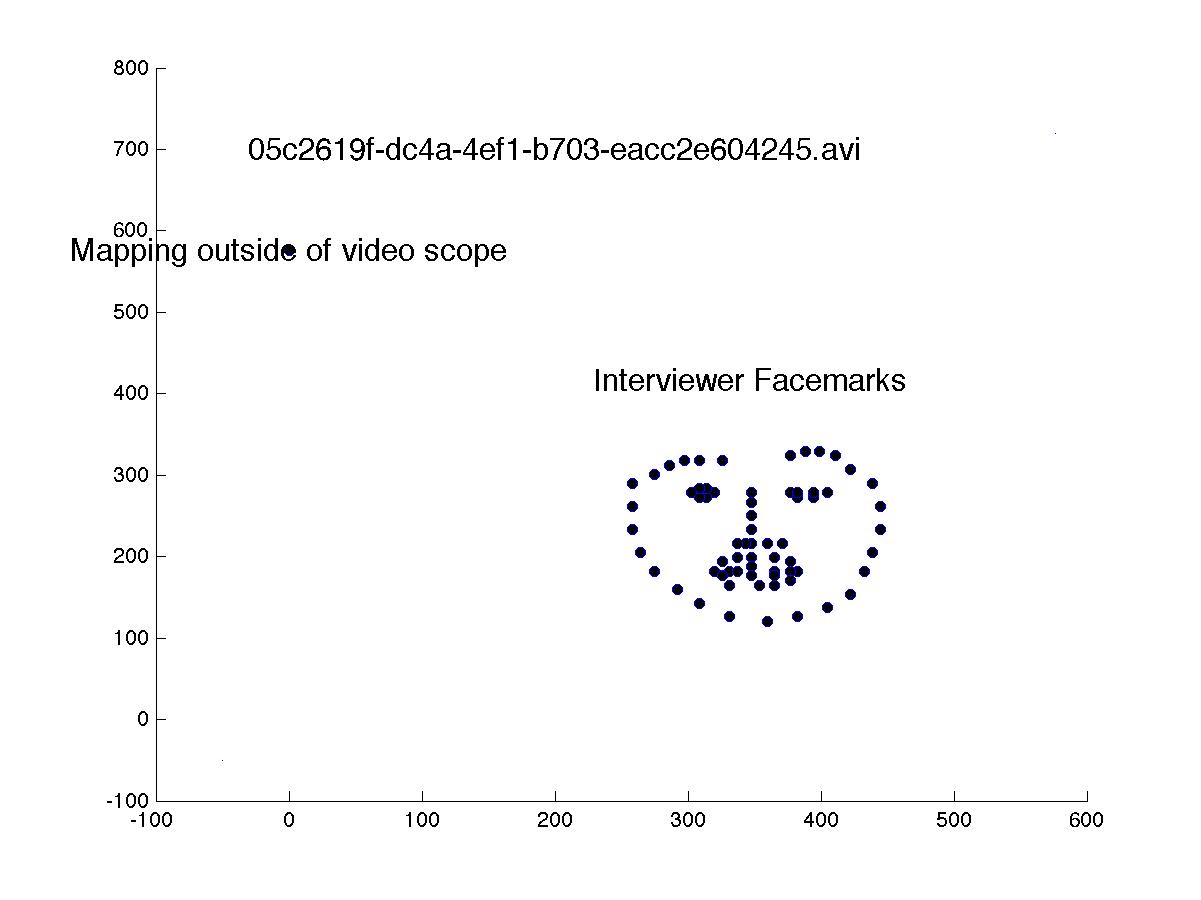 800
700
05c2619f-dc4a-4ef1-b703-eacc2e604245.avi
600
Mapping outside of video scope
500
Interviewer Facemarks
400
300
200
100
0
-100
-100 0 100 200 300 400 500 600